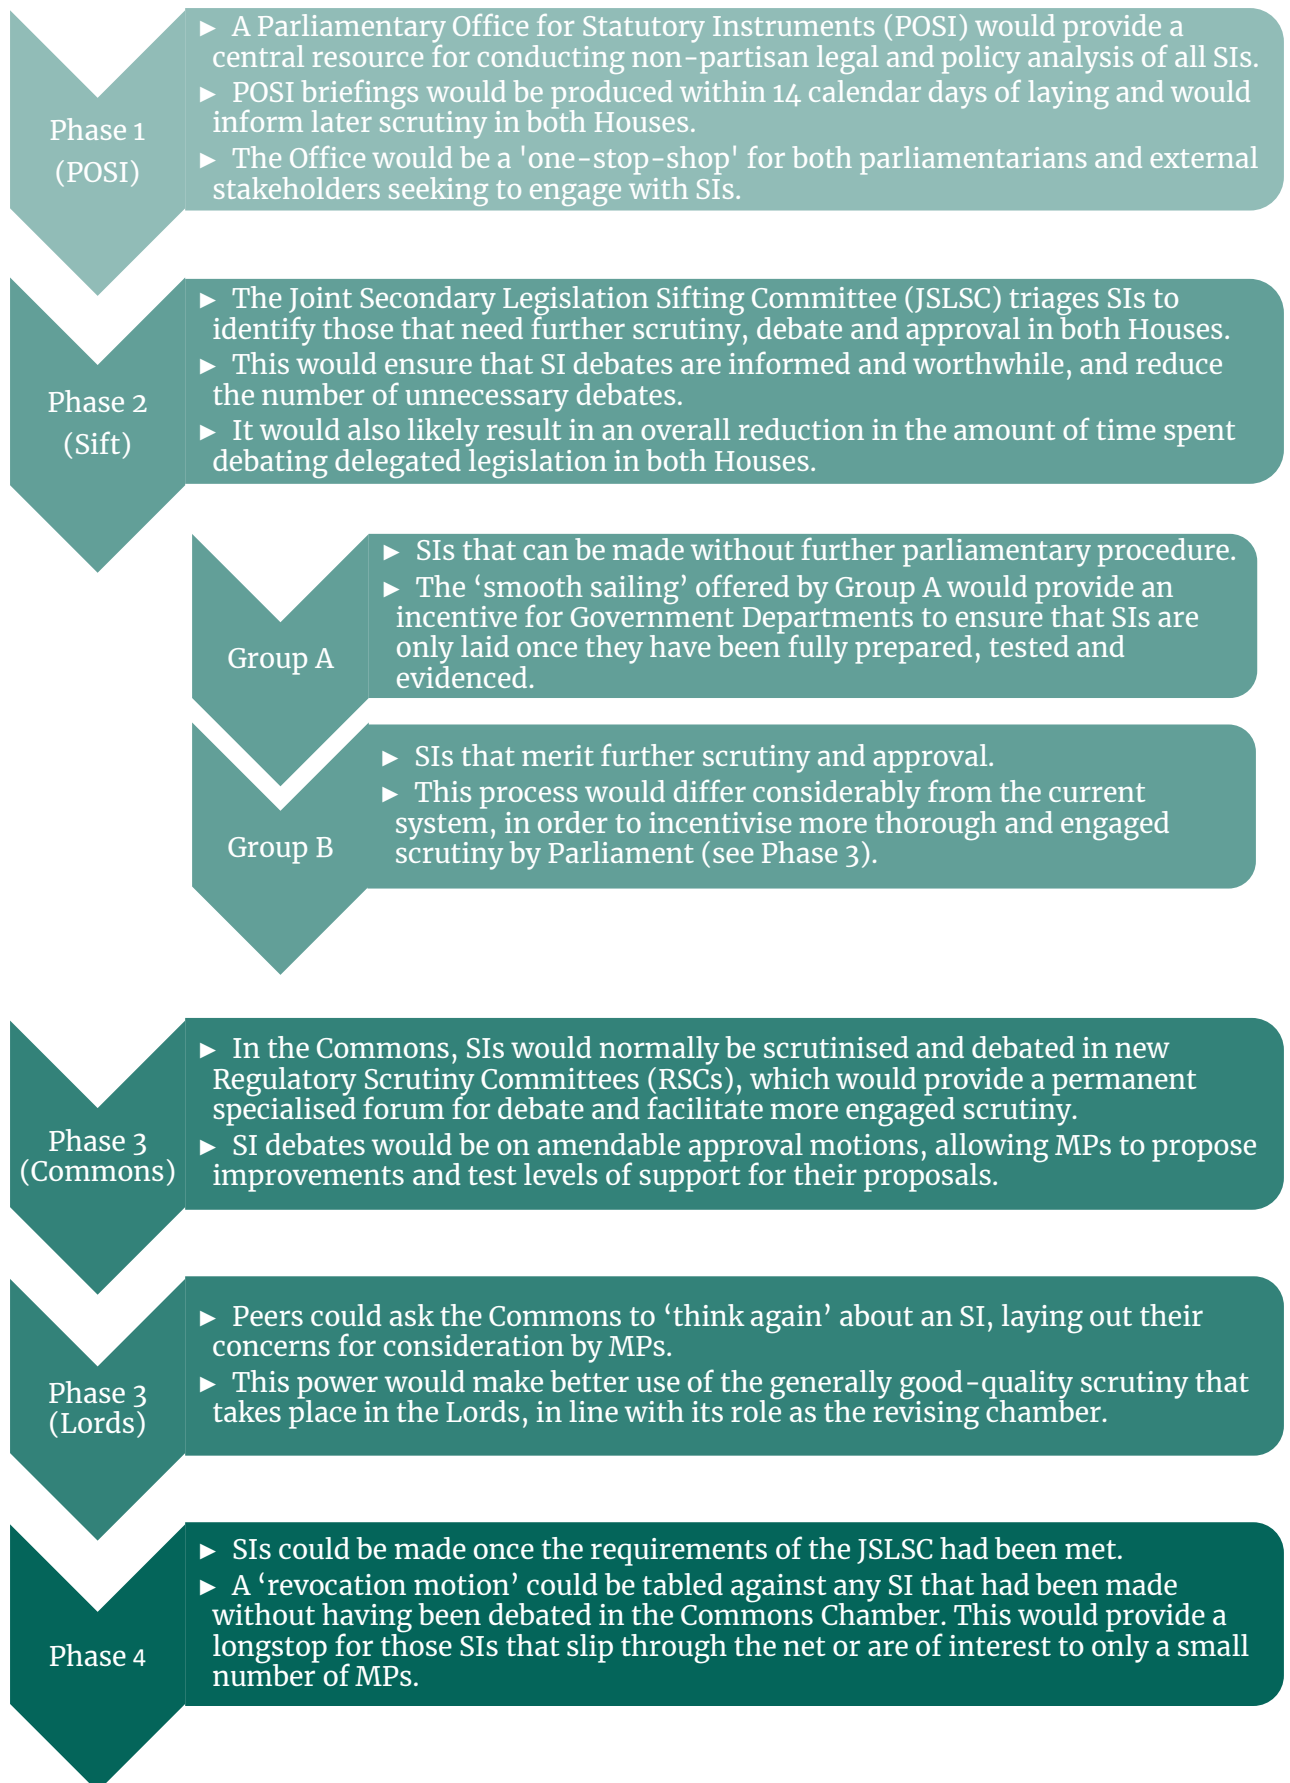 ► A Parliamentary Office for Statutory Instruments (POSI) would provide a
central resource for conducting non-partisan legal and policy analysis of all SIs.
► POSI briefings would be produced within 14 calendar days of laying and would
inform later scrutiny in both Houses.
► The Office would be a 'one-stop-shop' for both parliamentarians and external
stakeholders seeking to engage with SIs.
Phase 1
(POSI)
► The Joint Secondary Legislation Sifting Committee (JSLSC) triages SIs to
identify those that need further scrutiny, debate and approval in both Houses.
► This would ensure that SI debates are informed and worthwhile, and reduce
the number of unnecessary debates.
► It would also likely result in an overall reduction in the amount of time spent
debating delegated legislation in both Houses.
Phase 2
(Sift)
► SIs that can be made without further parliamentary procedure.
► The ‘smooth sailing’ offered by Group A would provide an
incentive for Government Departments to ensure that SIs are
only laid once they have been fully prepared, tested and
evidenced.
Group A
► SIs that merit further scrutiny and approval.
► This process would differ considerably from the current
system, in order to incentivise more thorough and engaged
scrutiny by Parliament (see Phase 3).
Group B
► In the Commons, SIs would normally be scrutinised and debated in new
Regulatory Scrutiny Committees (RSCs), which would provide a permanent
specialised forum for debate and facilitate more engaged scrutiny.
► SI debates would be on amendable approval motions, allowing MPs to propose
improvements and test levels of support for their proposals.
Phase 3
(Commons)
► Peers could ask the Commons to ‘think again’ about an SI, laying out their
concerns for consideration by MPs.
► This power would make better use of the generally good-quality scrutiny that
takes place in the Lords, in line with its role as the revising chamber.
Phase 3
(Lords)
► SIs could be made once the requirements of the JSLSC had been met.
► A ‘revocation motion’ could be tabled against any SI that had been made
without having been debated in the Commons Chamber. This would provide a
longstop for those SIs that slip through the net or are of interest to only a small
number of MPs.
Phase 4